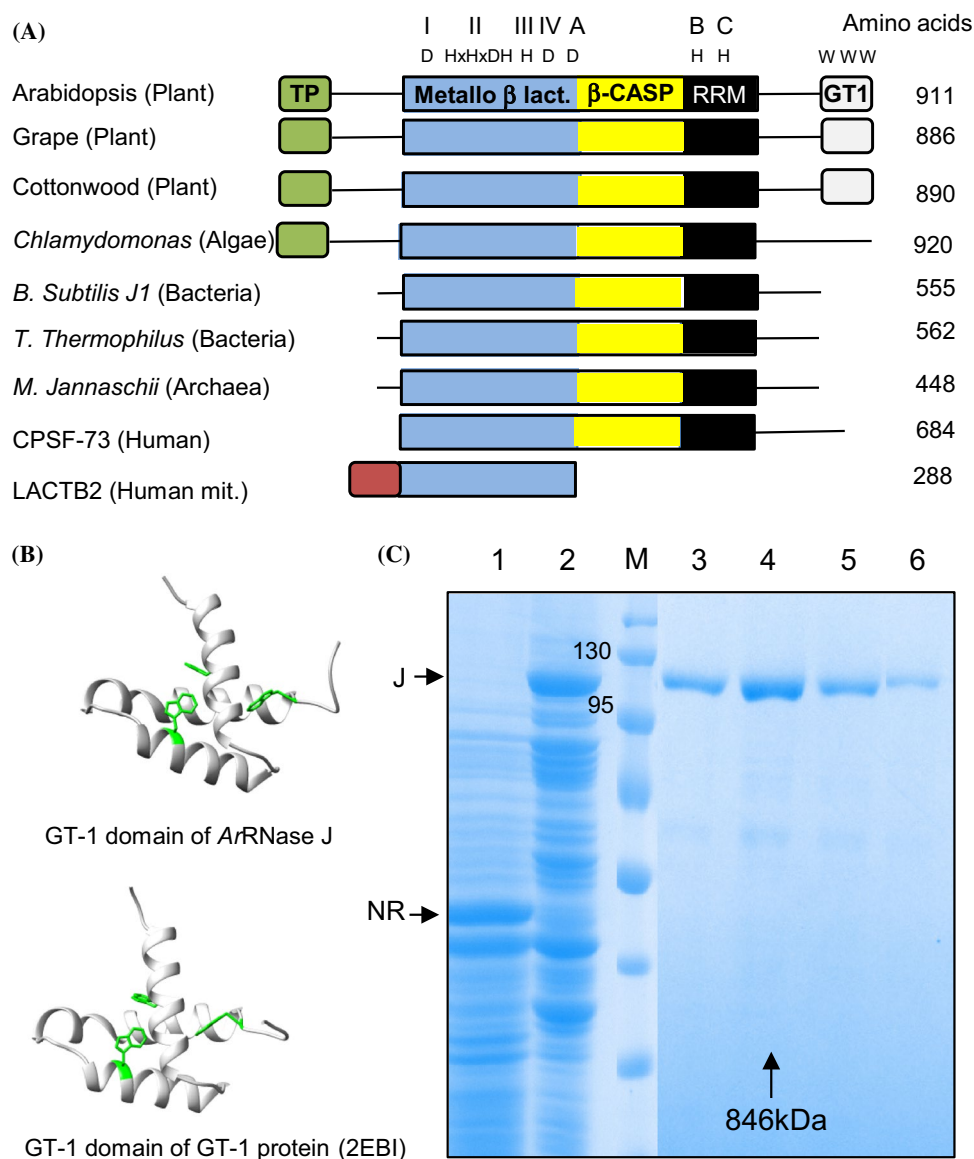 (A)
I II III IV A B C Amino acids
D HxHxDH H D D H H W W W
Arabidopsis (Plant) TP Metallo β lact. β-CASP RRM GT1 911
Grape (Plant) 886
Cottonwood (Plant) 890
Chlamydomonas (Algae) 920
B. Subtilis J1 (Bacteria) 555
T. Thermophilus (Bacteria) 562
M. Jannaschii (Archaea) 448
CPSF-73 (Human) 684
LACTB2 (Human mit.) 288
(B)
GT-1 domain of ArRNase J
GT-1 domain of GT-1 protein (2EBI)
(C)
1 2 M 3 4 5 6
130
J
95
NR
846kDa